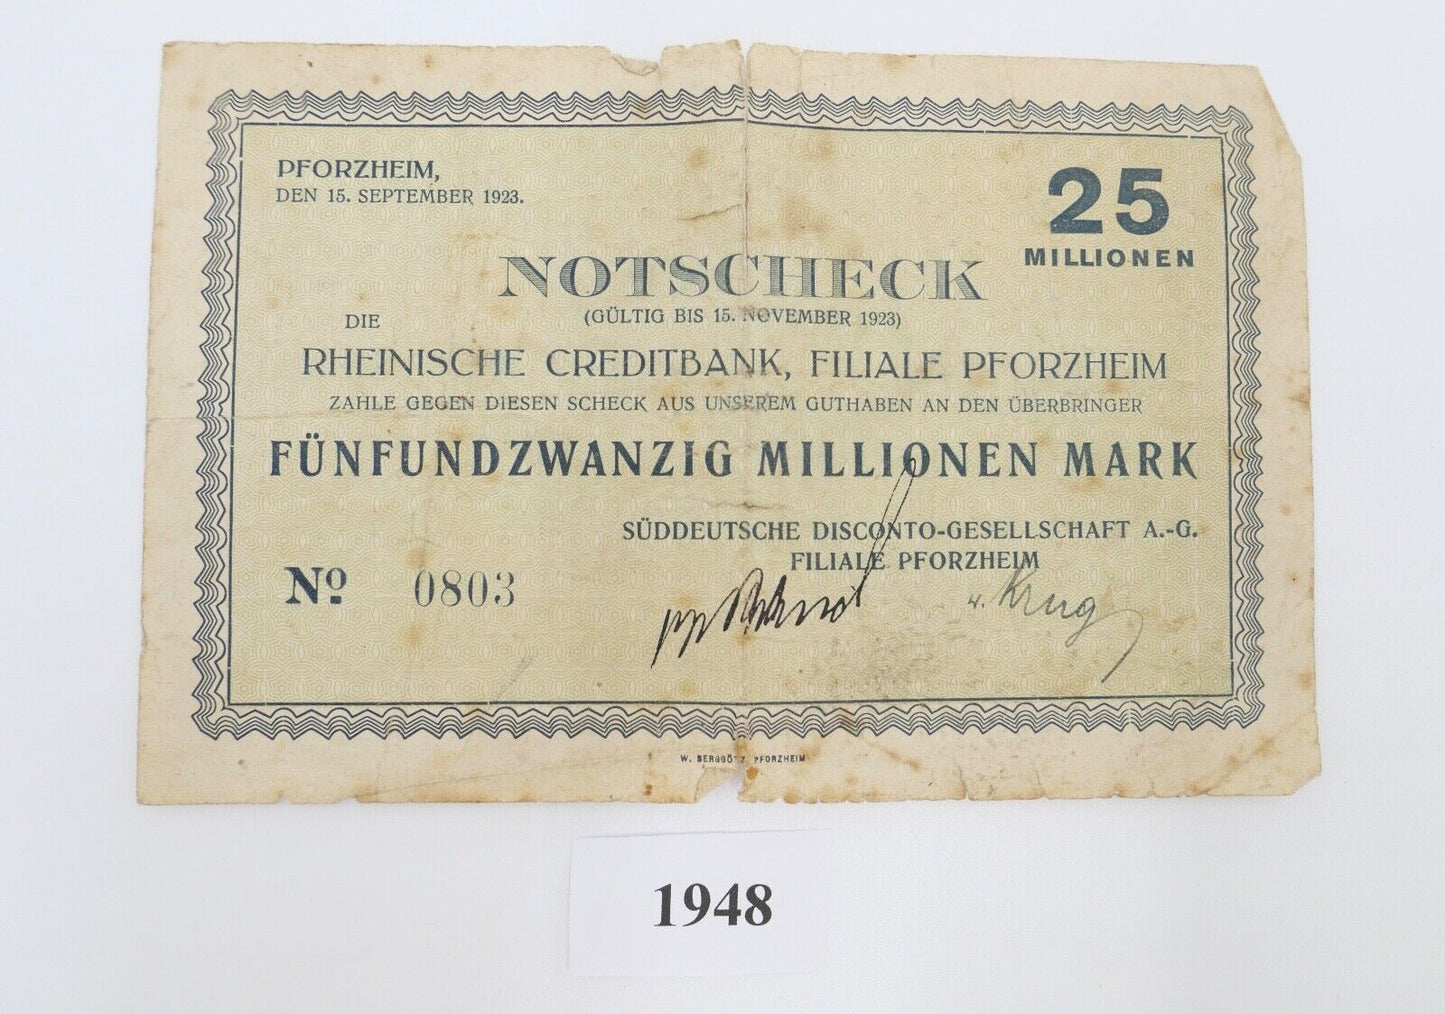 PFORZHEIM,
DEN 15. SEPTEMBER 1923.
25
MILLIONEN
NOTSCHECK
(GÜLTIG BIS 15. NOVEMBER 1923)
DIE
RHEINISCHE CREDITBANK, FILIALE PFORZHEIM
ZAHLE GEGEN DIESEN SCHECK AUS UNSEREM GUTHABEN AN DEN ÜBERBRINGER
FÜNFUNDZWANZIG MILLIONEN MARK
SÜDDEUTSCHE DISCONTO-GESELLSCHAFT A.-G.
FILIALE PFORZHEIM
Nº 0803
Krug
W. PFORZHEIM
1948